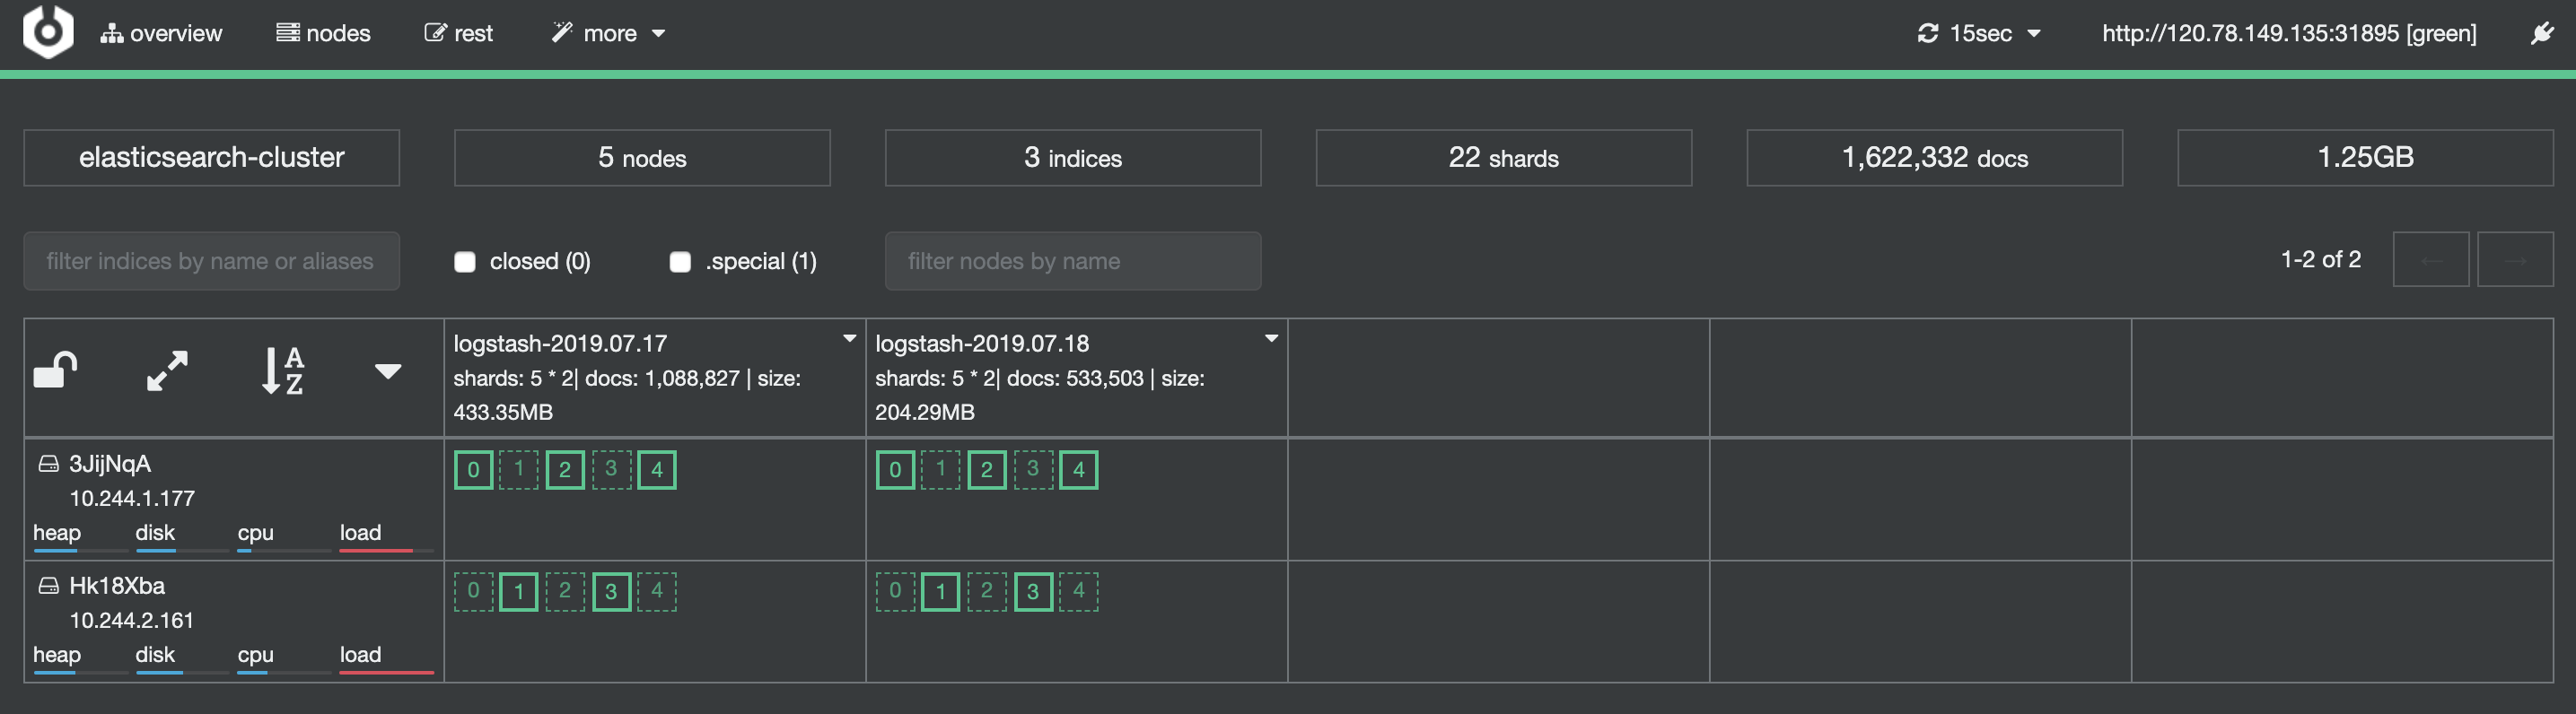 overview nodes rest more 15sec http://120.78.149.135:31895 [green]
elasticsearch-cluster 5 nodes 3 indices 22 shards 1,622,332 docs 1.25GB
filter indices by name or aliases closed (0) .special (1) filter nodes by name 1-2 of 2 ← →
logstash-2019.07.17
shards: 5 * 2| docs: 1,088,827 | size:
433.35MB
logstash-2019.07.18
shards: 5 * 2| docs: 533,503 | size:
204.29MB
3JijNqA
10.244.1.177
heap disk cpu load
0 1 2 3 4
0 1 2 3 4
Hk18Xba
10.244.2.161
heap disk cpu load
0 1 2 3 4
0 1 2 3 4